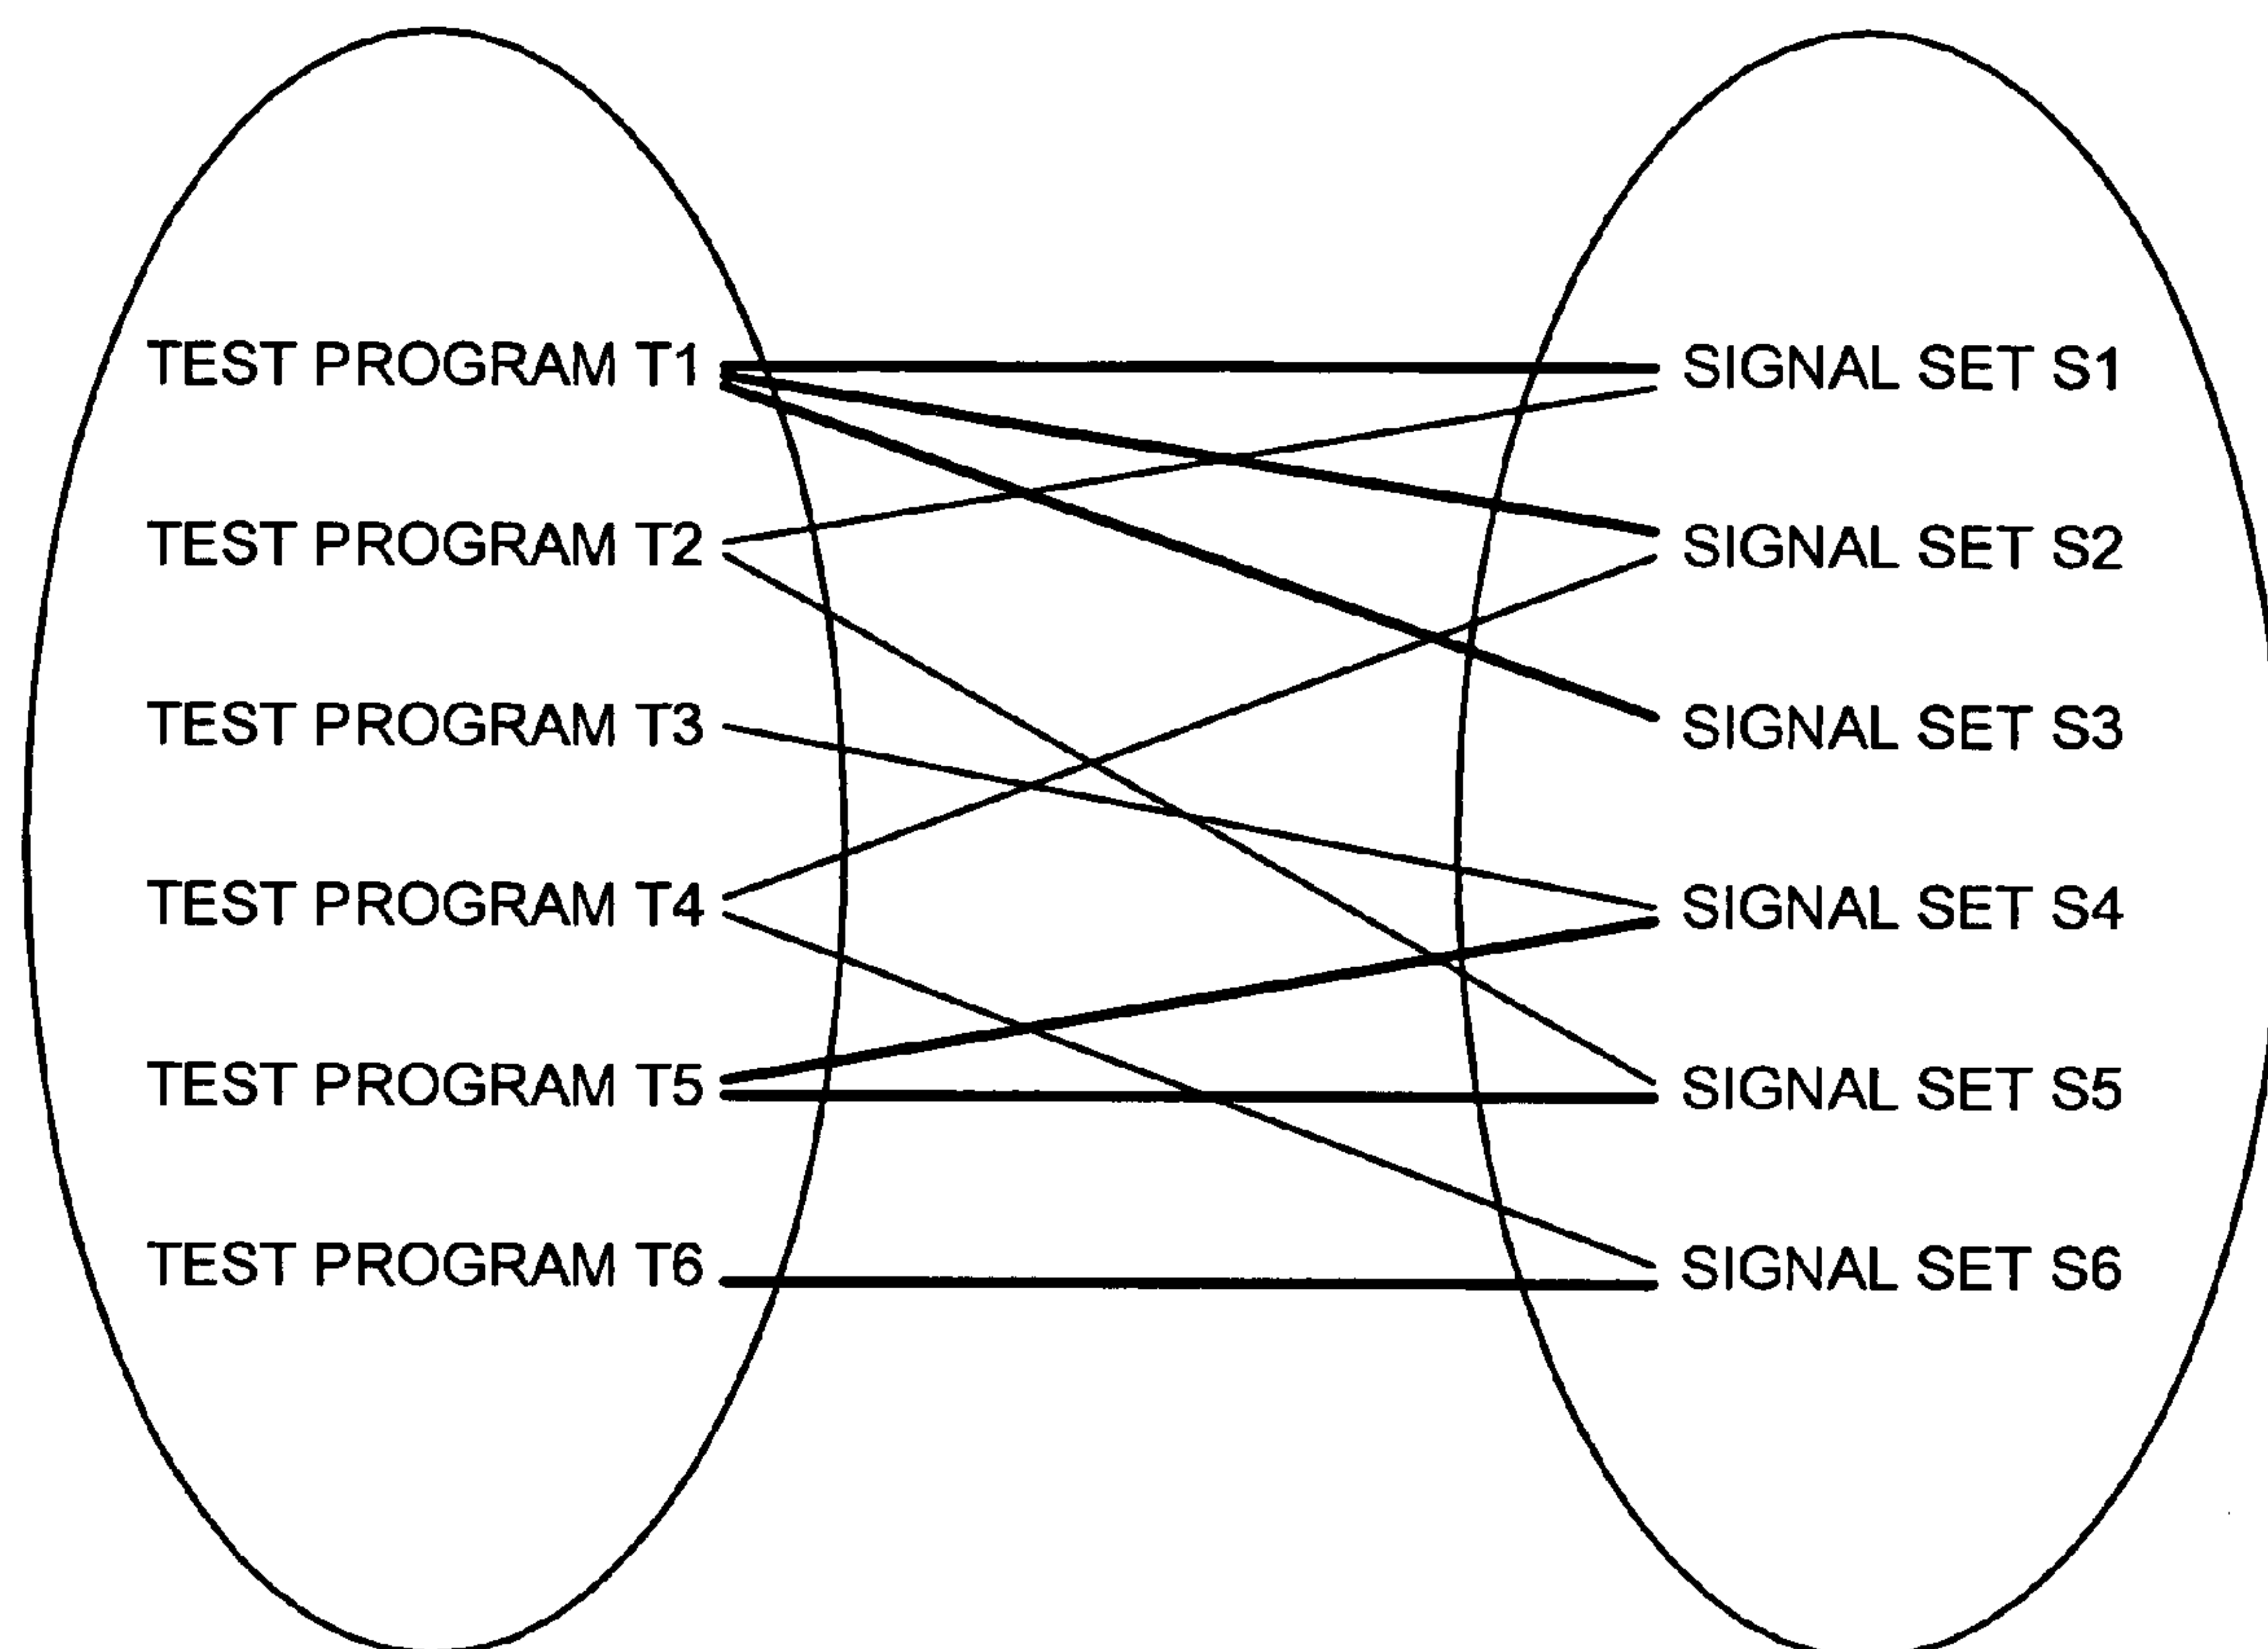 TEST PROGRAM T1
TEST PROGRAM T2
TEST PROGRAM T3
TEST PROGRAM T4
TEST PROGRAM T5
TEST PROGRAM T6
SIGNAL SET S1
SIGNAL SET S2
SIGNAL SET S3
SIGNAL SET S4
SIGNAL SET S5
SIGNAL SET S6